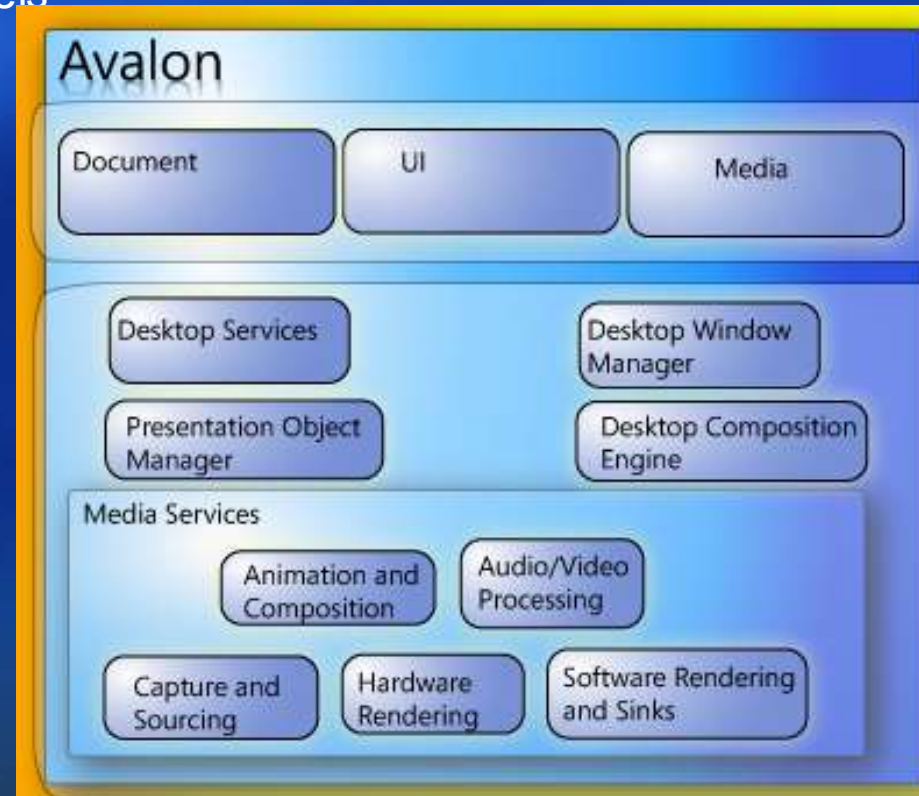 Avalon
Document
UI
Media
Desktop Services
Desktop Window
Manager
Presentation Object
Manager
Desktop Composition
Engine
Media Services
Animation and
Composition
Audio/Video
Processing
Capture and
Sourcing
Hardware
Rendering
Software Rendering
and Sinks